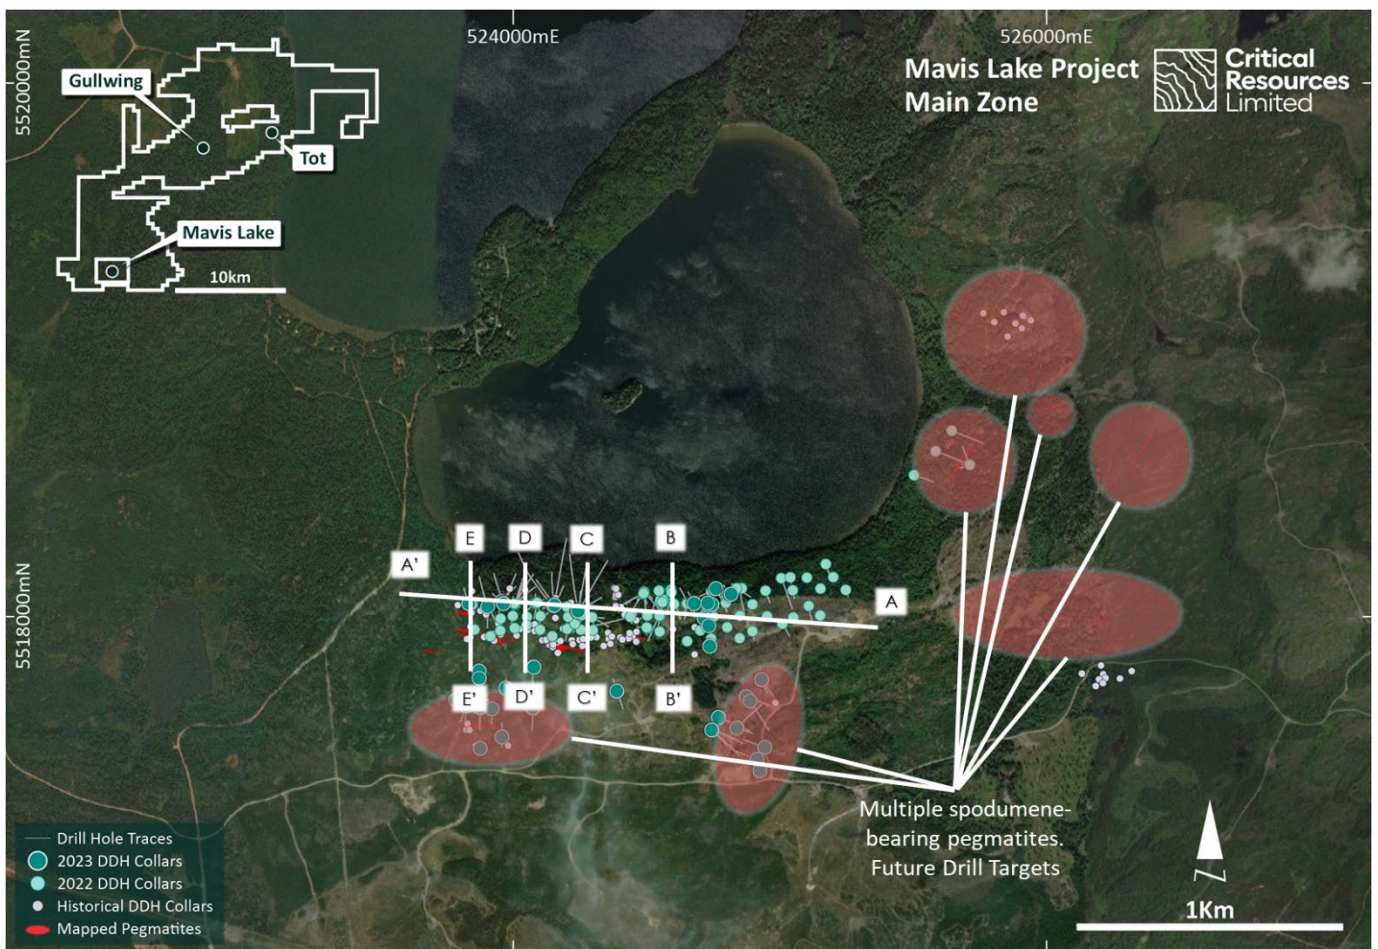 524000mE
526000mE
5520000mN
5518000mN
Mavis Lake Project
Main Zone
Critical
Resources
Limited
Gullwing
Tot
Mavis Lake
10km
E
D
C
B
A'
A
E'
D'
C'
B'
Multiple spodumene-
bearing pegmatites.
Future Drill Targets
Drill Hole Traces
2023 DDH Collars
2022 DDH Collars
Historical DDH Collars
Mapped Pegmatites
N
1Km